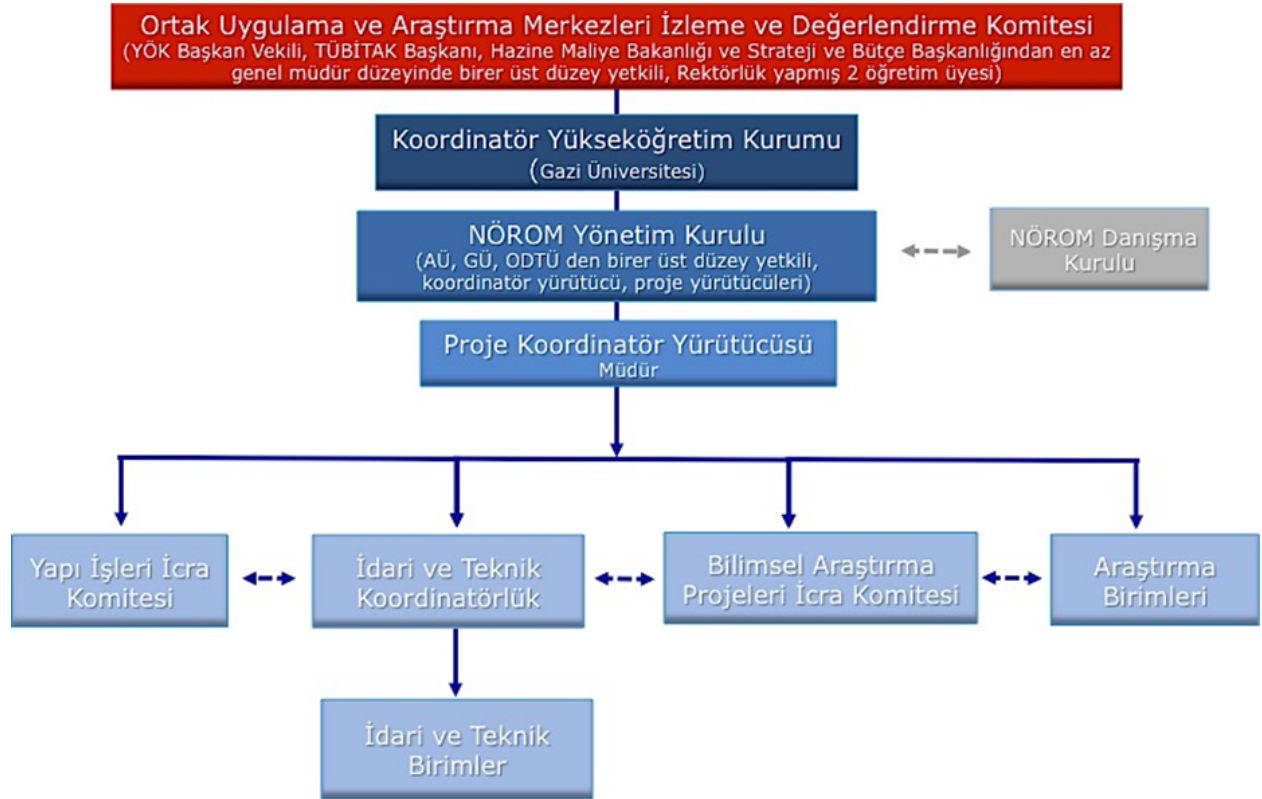 Ortak Uygulama ve Araştırma Merkezleri İzleme ve Değerlendirme Komitesi
(YÖK Başkan Vekili, TÜBİTAK Başkanı, Hazine Maliye Bakanlığı ve Strateji ve Bütçe Başkanlığından en az
genel müdür düzeyinde birer üst düzey yetkili, Rektörlük yapmış 2 öğretim üyesi)
Koordinatör Yükseköğretim Kurumu
(Gazi Üniversitesi)
NÖROM Yönetim Kurulu
(AÜ, GÜ, ODTÜ den birer üst düzey yetkili,
koordinatör yürütücü, proje yürütücüleri)
NÖROM Danışma
Kurulu
Proje Koordinatör Yürütücüsü
Müdür
Yapı İşleri İcra
Komitesi
İdari ve Teknik
Koordinatörlük
Bilimsel Araştırma
Projeleri İcra Komitesi
Araştırma
Birimleri
İdari ve Teknik
Birimler